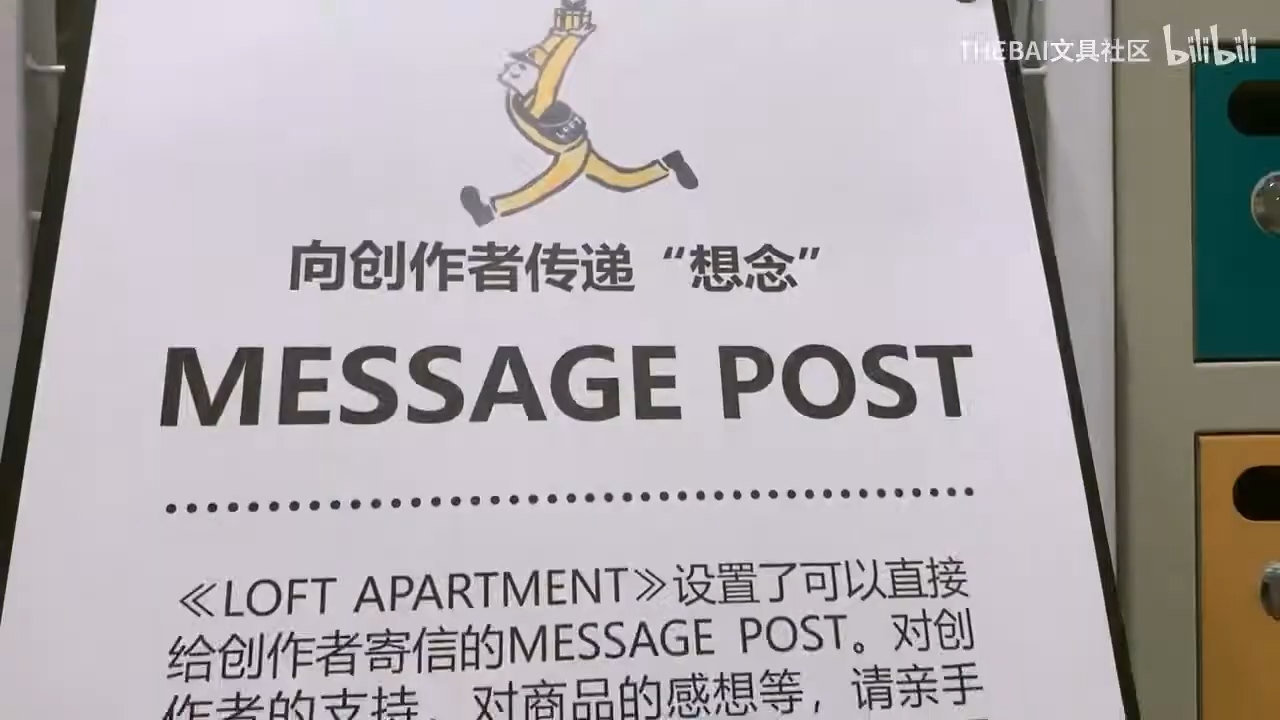 THEBAI文具社区 bilibili
LOFT
向创作者传递“想念”
MESSAGE POST
《LOFT APARTMENT》设置了可以直接
给创作者寄信的MESSAGE POST。对创
作者的支持、对商品的感想等，请亲手